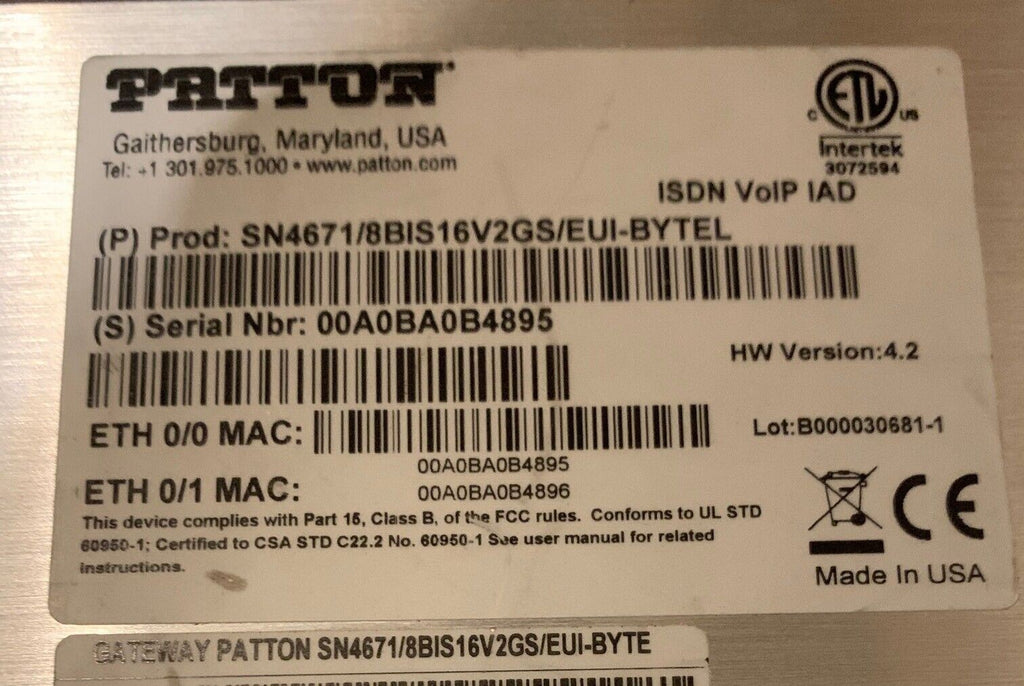 PATTON
Gaithersburg, Maryland, USA
Tel: +1 301.975.1000 • www.patton.com
C ETL US
Intertek
3072594
ISDN VoIP IAD
(P) Prod: SN4671/8BIS16V2GS/EUI-BYTEL
(S) Serial Nbr: 00A0BA0B4895
HW Version:4.2
ETH 0/0 MAC:
00A0BA0B4895
Lot:B000030681-1
ETH 0/1 MAC:
00A0BA0B4896
This device complies with Part 15, Class B, of the FCC rules. Conforms to UL STD
60950-1; Certified to CSA STD C22.2 No. 60950-1 See user manual for related
instructions.
CE
Made In USA
GATEWAY PATTON SN4671/8BIS16V2GS/EUI-BYTE